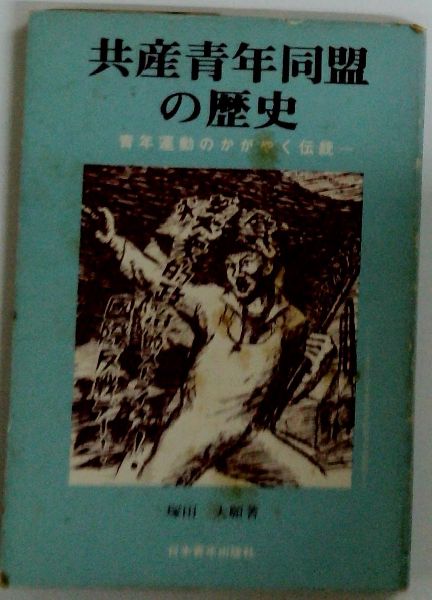 共産青年同盟
の歴史
青年運動のかがやく伝統—
塚田 大願著
日本青年出版社